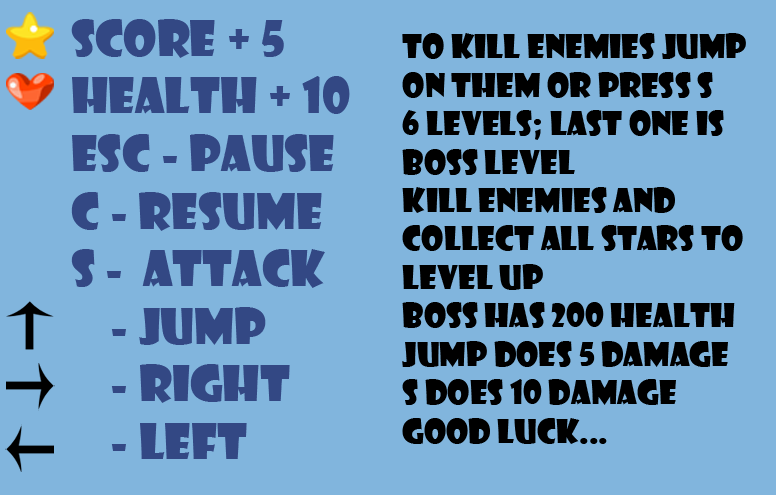 SCORE + 5
HEALTH + 10
ESC - PAUSE
C - RESUME
S - ATTACK
↑ - JUMP
→ - RIGHT
← - LEFT
TO KILL ENEMIES JUMP
ON THEM OR PRESS S
6 LEVELS; LAST ONE IS
BOSS LEVEL
KILL ENEMIES AND
COLLECT ALL STARS TO
LEVEL UP
BOSS HAS 200 HEALTH
JUMP DOES 5 DAMAGE
S DOES 10 DAMAGE
GOOD LUCK...